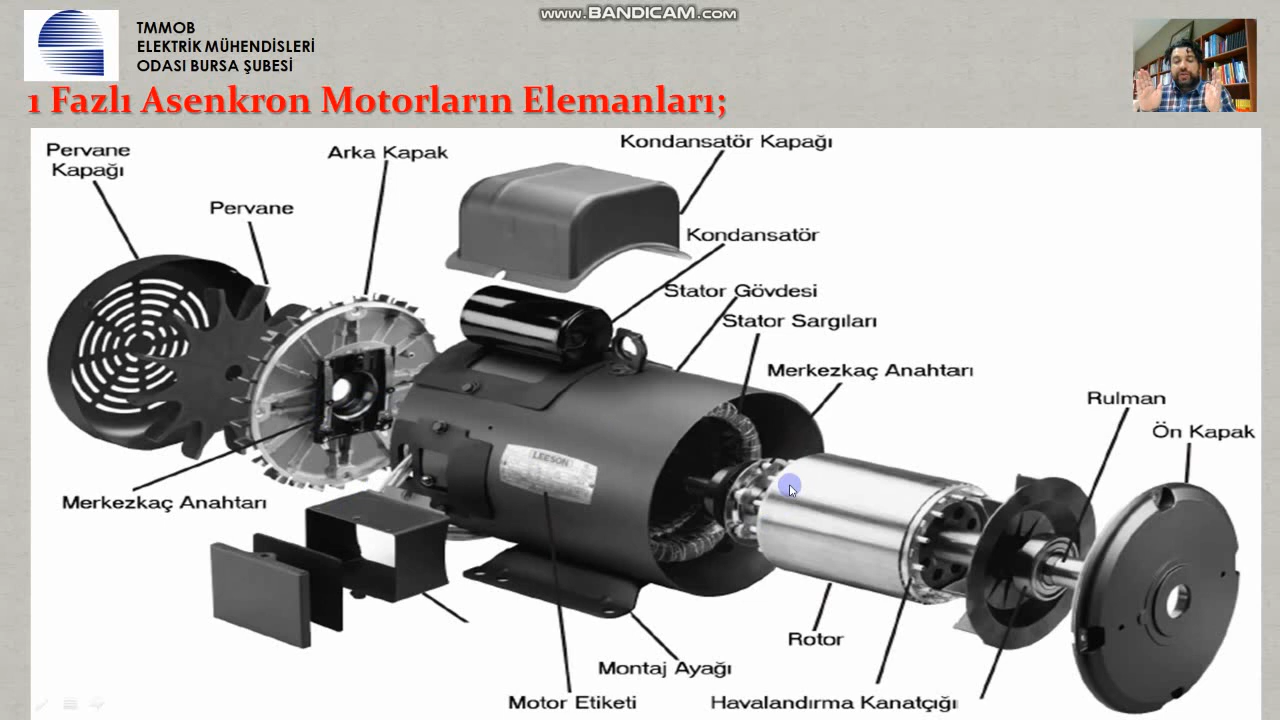 www.BANDICAM.com
TMMOB
ELEKTRİK MÜHENDİSLERİ
ODASI BURSA ŞUBESİ
1 Fazlı Asenkron Motorların Elemanları;
Pervane
Kapağı
Arka Kapak
Kondansatör Kapağı
Pervane
Kondansatör
Stator Gövdesi
Stator Sargıları
Merkezkaç Anahtarı
Rulman
Ön Kapak
LEESON
Merkezkaç Anahtarı
Rotor
Montaj Ayağı
Motor Etiketi
Havalandırma Kanatçığı